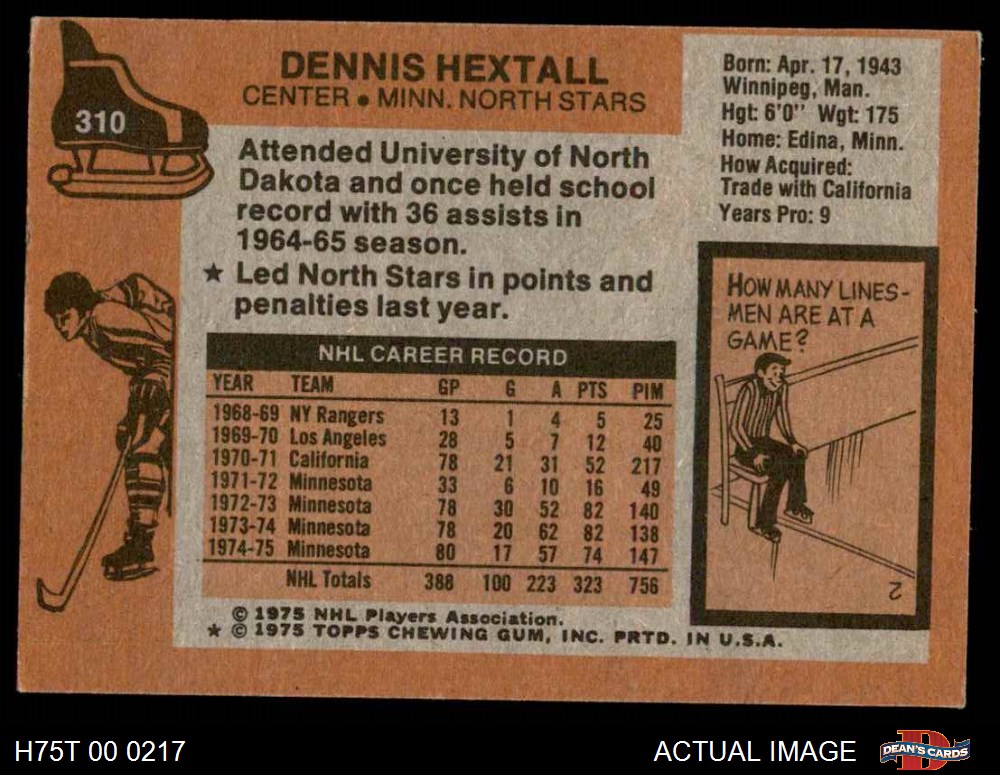 310
DENNIS HEXTALL
CENTER • MINN. NORTH STARS
Born: Apr. 17, 1943
Winnipeg, Man.
Hgt: 6'0" Wgt: 175
Home: Edina, Minn.
How Acquired:
Trade with California
Years Pro: 9
Attended University of North
Dakota and once held school
record with 36 assists in
1964-65 season.
★ Led North Stars in points and
penalties last year.
NHL CAREER RECORD
YEAR TEAM GP G A PTS PIM
1968-69 NY Rangers 13 1 4 5 25
1969-70 Los Angeles 28 5 7 12 40
1970-71 California 78 21 31 52 217
1971-72 Minnesota 33 6 10 16 49
1972-73 Minnesota 78 30 52 82 140
1973-74 Minnesota 78 20 62 82 138
1974-75 Minnesota 80 17 57 74 147
NHL Totals 388 100 223 323 756
HOW MANY LINES-
MEN ARE AT A
GAME?
2
© 1975 NHL Players Association.
★ © 1975 TOPPS CHEWING GUM, INC. PRTD. IN U.S.A.
H75T 00 0217
ACTUAL IMAGE
D
DEAN'S CARDS